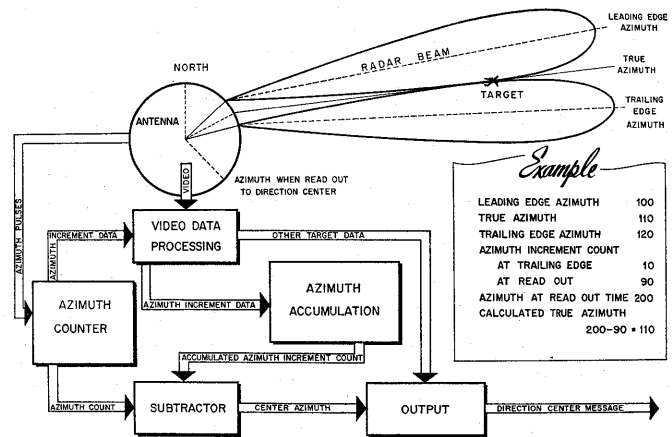 LEADING EDGE
AZIMUTH
RADAR BEAM
NORTH
TRUE
AZIMUTH
TARGET
ANTENNA
TRAILING
EDGE
AZIMUTH
AZIMUTH WHEN READ OUT
TO DIRECTION CENTER
VIDEO
AZIMUTH PULSES
AZIMUTH
INCREMENT DATA
VIDEO DATA
PROCESSING
OTHER TARGET DATA
Example
LEADING EDGE AZIMUTH 100
TRUE AZIMUTH 110
TRAILING EDGE AZIMUTH 120
AZIMUTH INCREMENT COUNT
AT TRAILING EDGE 10
AT READ OUT 90
AZIMUTH AT READ OUT TIME 200
CALCULATED TRUE AZIMUTH
200-90 = 110
AZIMUTH
COUNTER
AZIMUTH INCREMENT DATA
AZIMUTH
ACCUMULATION
ACCUMULATED AZIMUTH INCREMENT COUNT
AZIMUTH COUNT
SUBTRACTOR
CENTER AZIMUTH
OUTPUT
DIRECTION CENTER MESSAGE